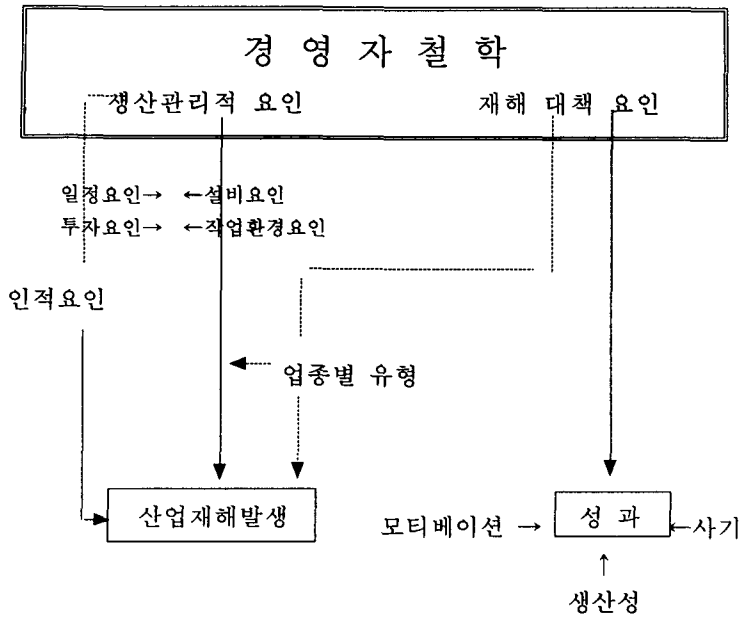 경 영 자 철 학
생산관리적 요인 재해 대책 요인
일정요인→ ←설비요인
투자요인→ ←작업환경요인
인적요인
업종별 유형
산업재해발생
성 과
모티베이션 → ←사기
↑
생산성